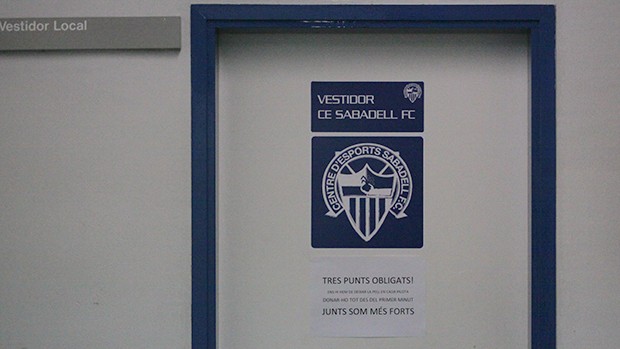 Vestidor Local
VESTIDOR
CE SABADELL FC
CENTRE D'ESPORTS SABADELL F.C.
TRES PUNTS OBLIGATS!
DONAR-HO TOT DES DEL PRIMER MINUT
JUNTS SOM MÉS FORTS